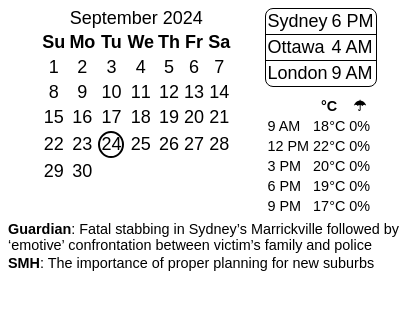 September 2024
Su Mo Tu We Th Fr Sa
1 2 3 4 5 6 7
8 9 10 11 12 13 14
15 16 17 18 19 20 21
22 23 24 25 26 27 28
29 30
Sydney 6 PM
Ottawa 4 AM
London 9 AM
°C ☂
9 AM 18°C 0%
12 PM 22°C 0%
3 PM 20°C 0%
6 PM 19°C 0%
9 PM 17°C 0%
Guardian: Fatal stabbing in Sydney’s Marrickville followed by
‘emotive’ confrontation between victim’s family and police
SMH: The importance of proper planning for new suburbs